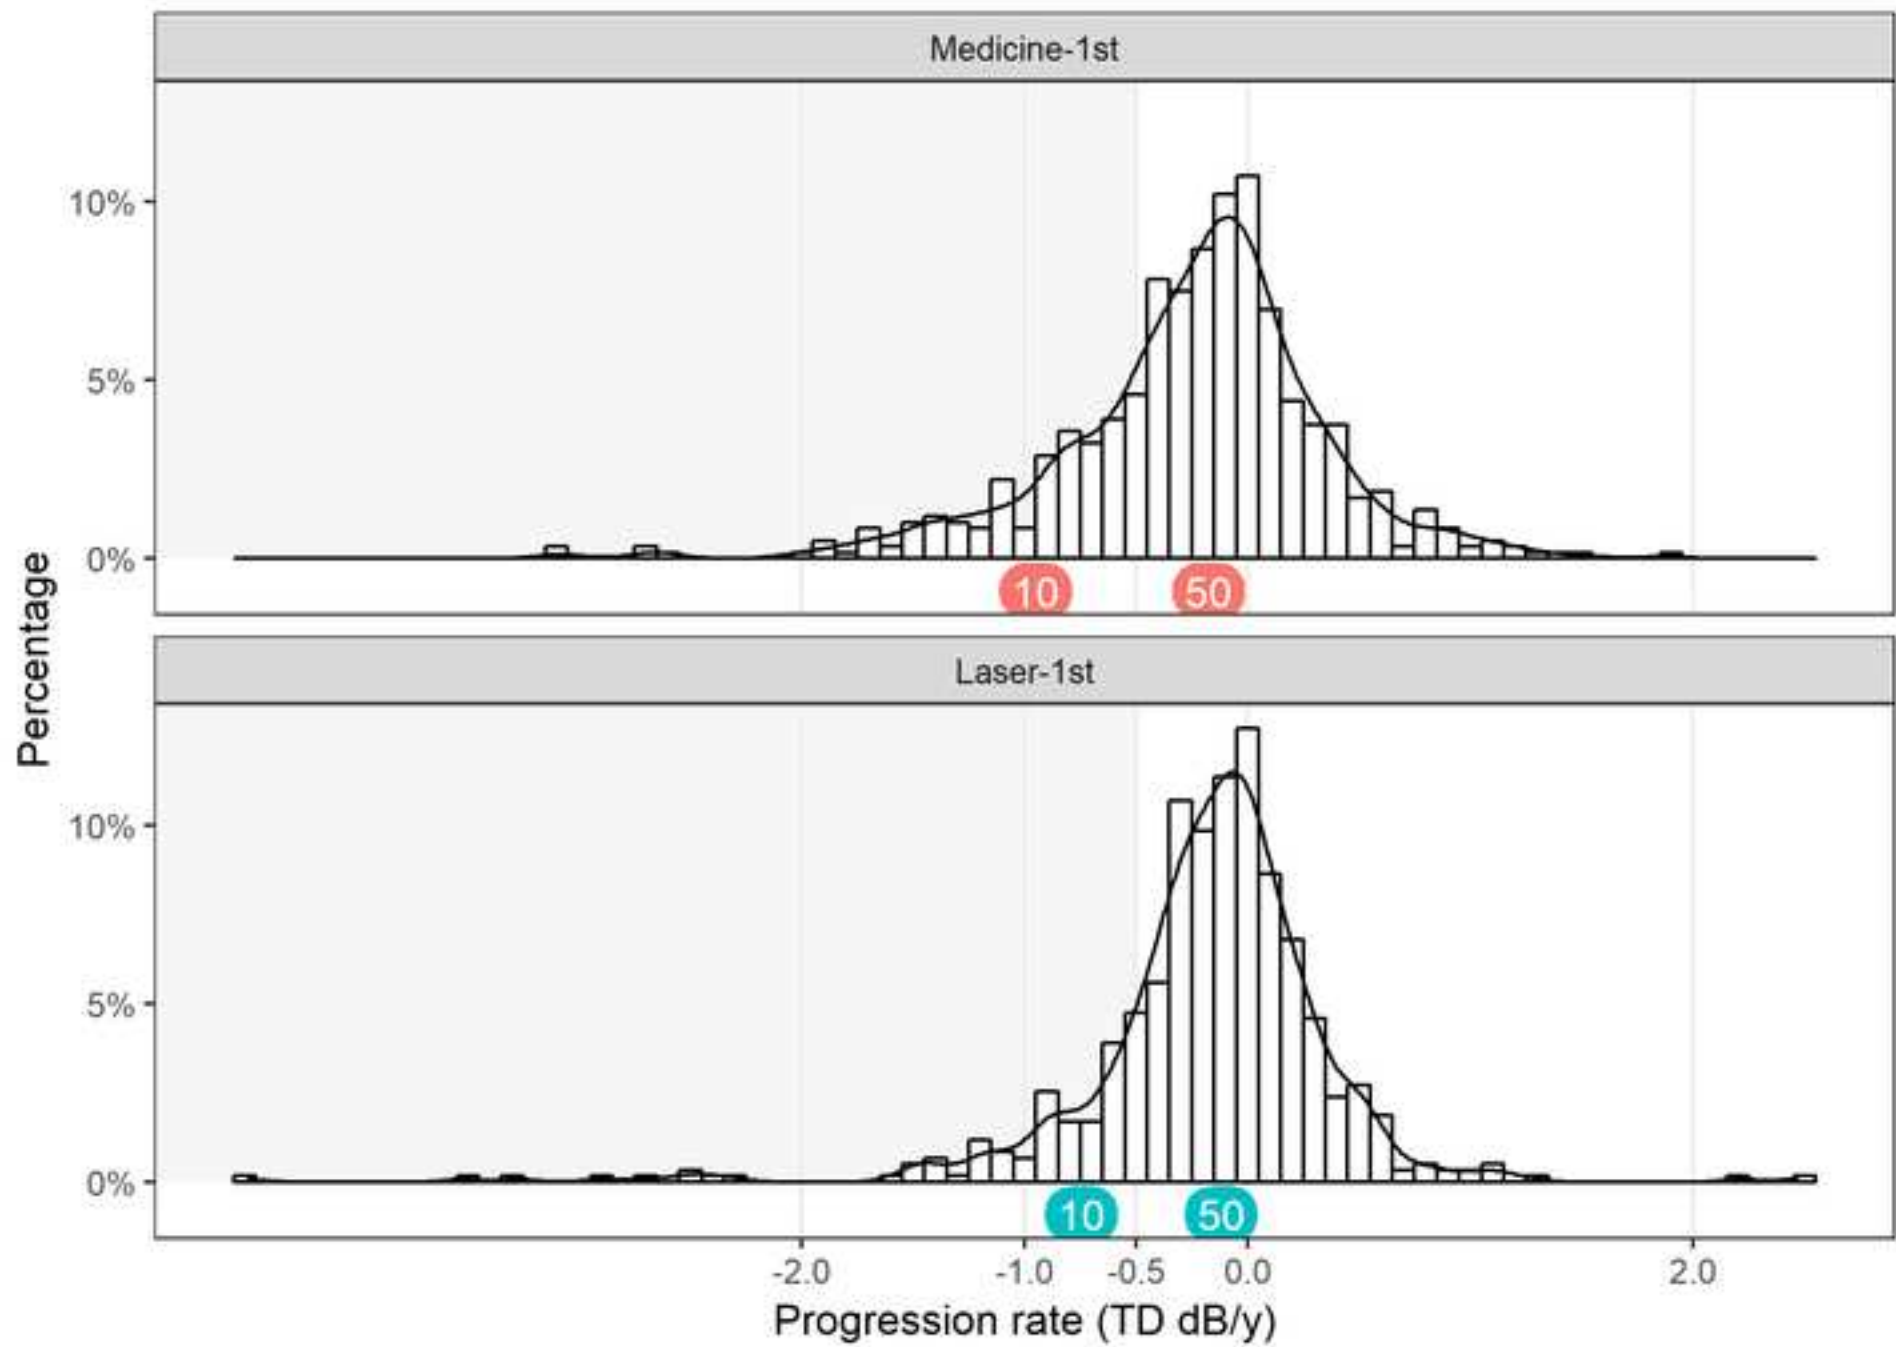 Medicine-1st
10%
5%
0%
10 50
Percentage
Laser-1st
10%
5%
0%
10 50
-2.0 -1.0 -0.5 0.0 2.0
Progression rate (TD dB/y)